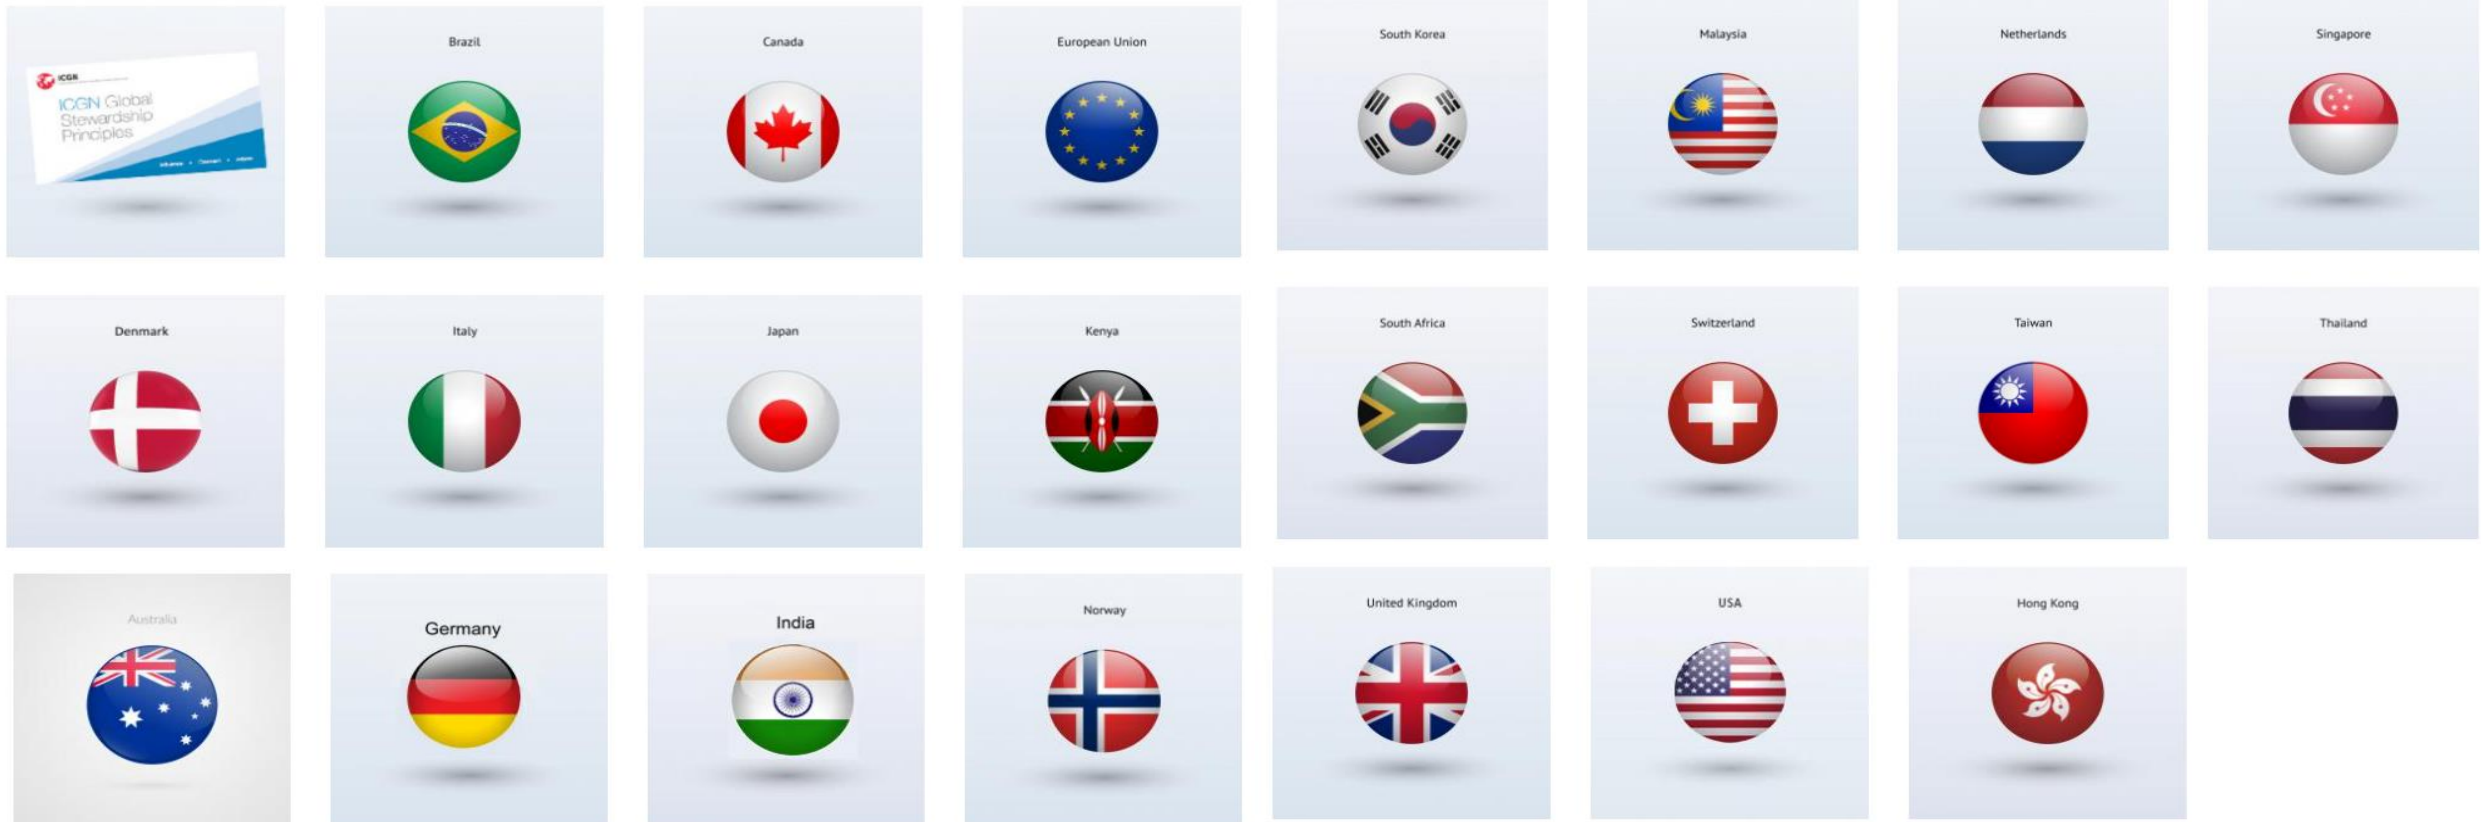 ICGN
ICGN Global
Stewardship
Principles
Brazil
Canada
European Union
South Korea
Malaysia
Netherlands
Singapore
Denmark
Italy
Japan
Kenya
South Africa
Switzerland
Taiwan
Thailand
Australia
Germany
India
Norway
United Kingdom
USA
Hong Kong